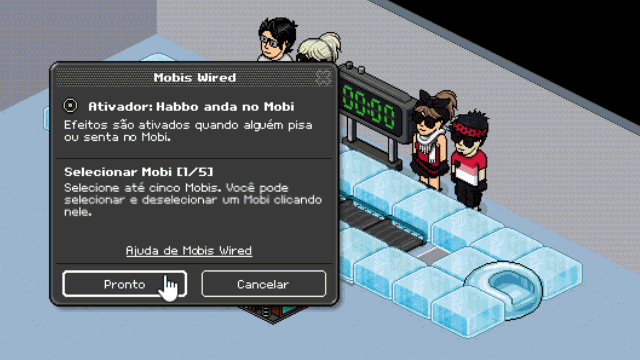 Mobis Wired
Ativador: Habbo anda no Mobi
Efeitos são ativados quando alguém pisa
ou senta no Mobi.
00:00
Selecionar Mobi [1/5]
Selecione até cinco Mobis. Você pode
selecionar e deselecionar um Mobi clicando
nele.
Ajuda de Mobis Wired
Pronto
Cancelar